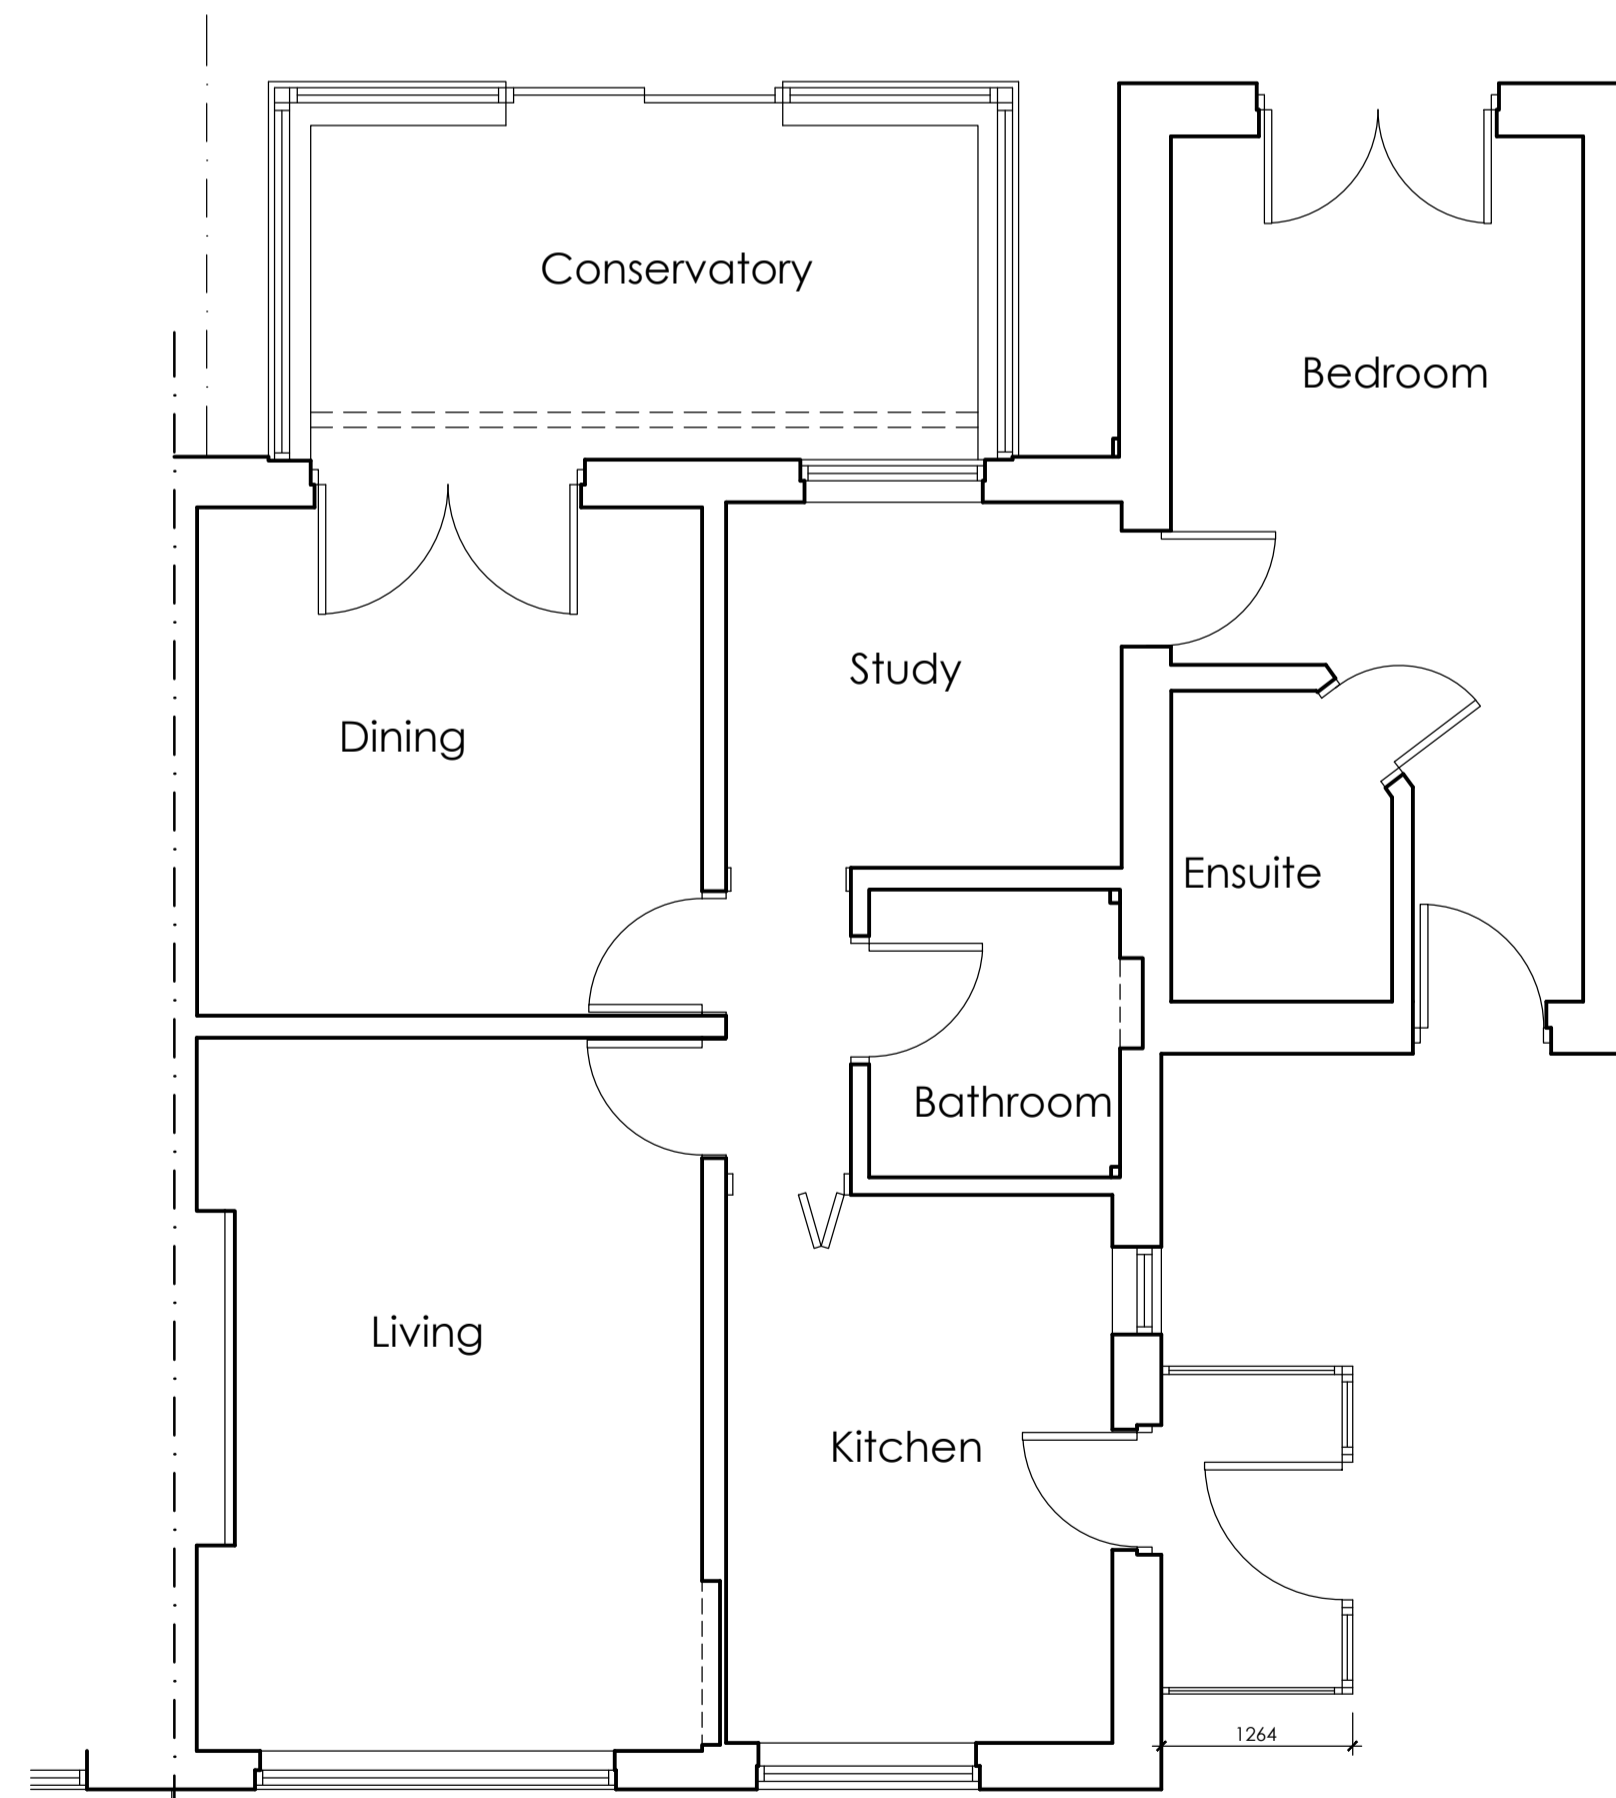 Conservatory
Bedroom
Study
Dining
Ensuite
Bathroom
Living
Kitchen
1264